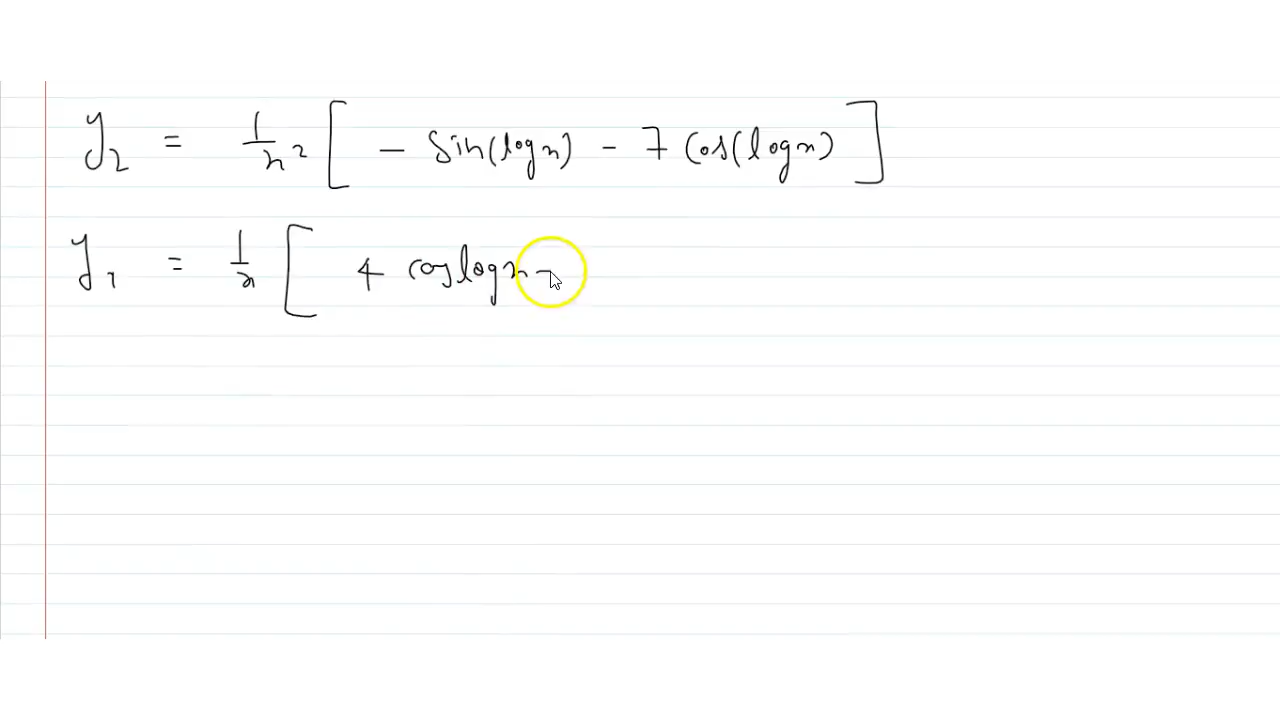 y₂ = 1/x² [ − sin(log x) − 7 cos(log x) ]
y₁ = 1/x [ 4 cos log x −